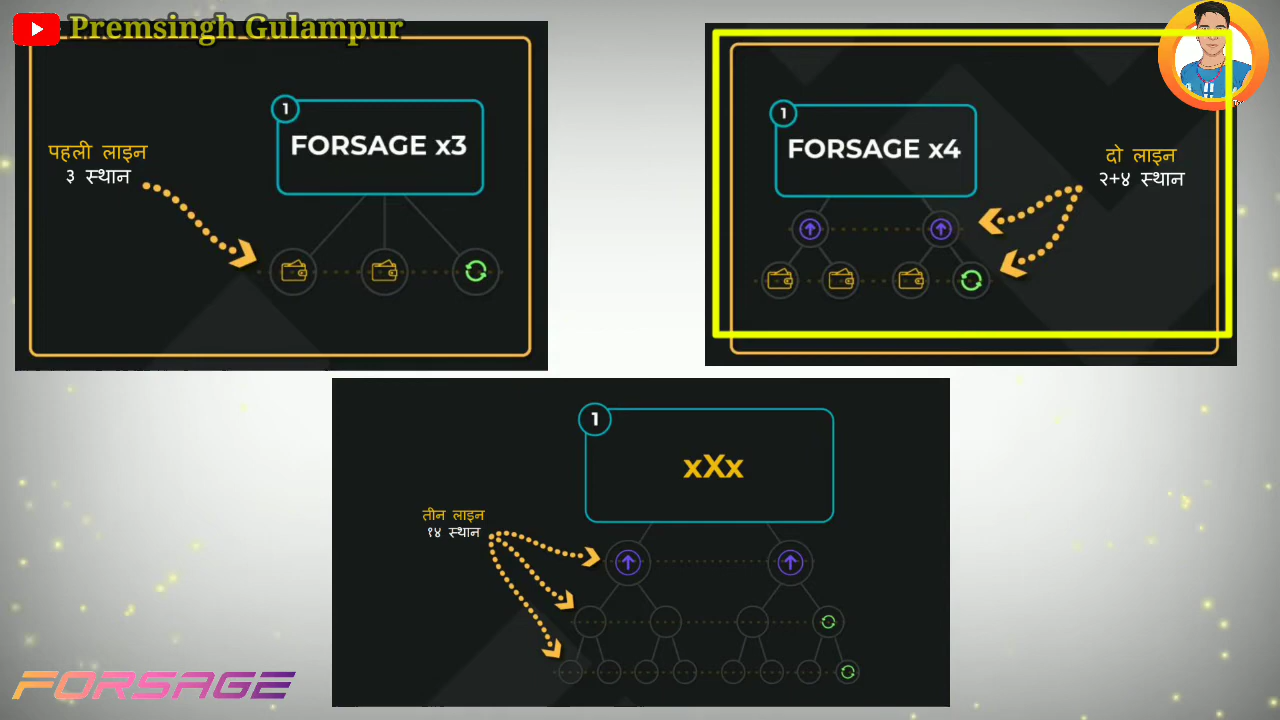 Premsingh Gulampur
1
FORSAGE x3
पहली लाइन
३ स्थान
1
FORSAGE x4
दो लाइन
२+४ स्थान
1
xXx
तीन लाइन
१४ स्थान
FORSAGE